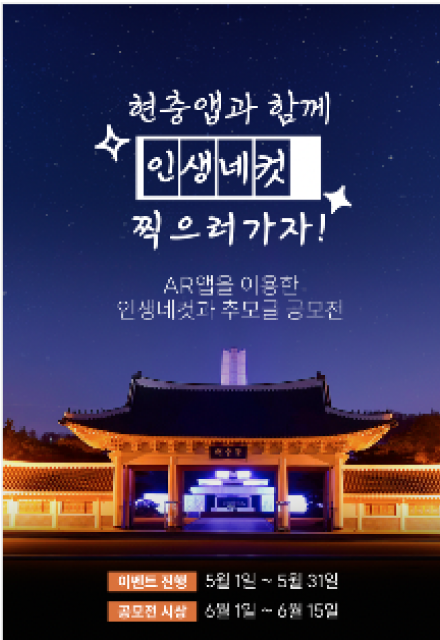 현충앱과 함께
인생네컷
찍으러가자!
AR앱을 이용한
인생네컷과 추모글 공모전
현충문
이벤트 진행 5월 1일 ~ 5월 31일
공모전 시상 6월 1일 ~ 6월 15일